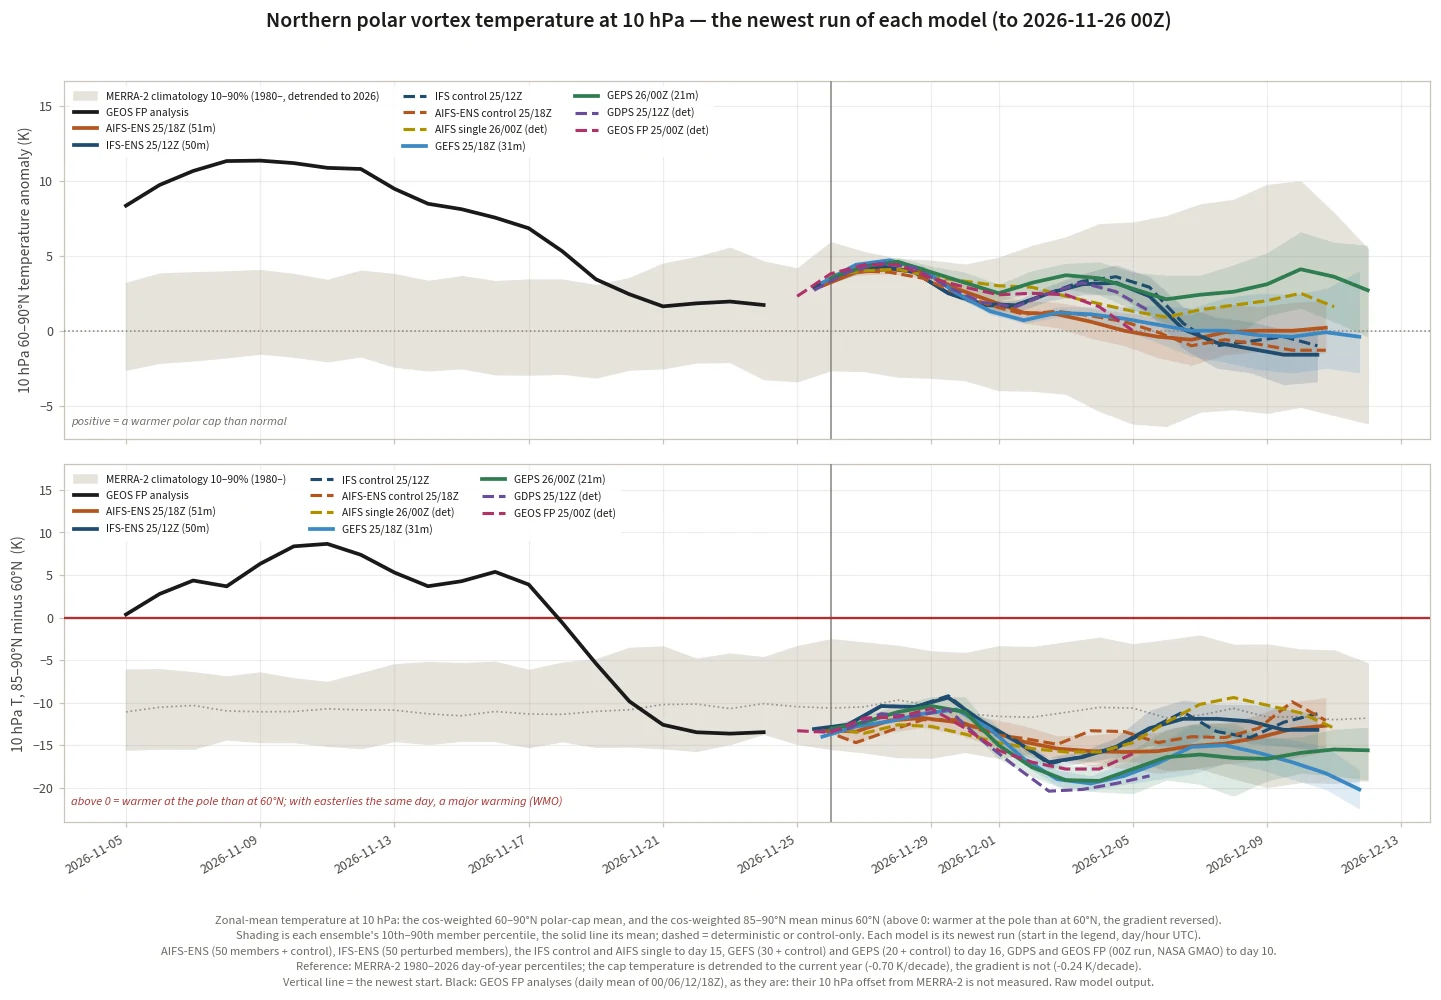 Northern polar vortex temperature at 10 hPa — the newest run of each model (to 2026-11-26 00Z)
10 hPa 60–90°N temperature anomaly (K)
15
10
5
0
−5
MERRA-2 climatology 10–90% (1980–, detrended to 2026)
GEOS FP analysis
AIFS-ENS 25/18Z (51m)
IFS-ENS 25/12Z (50m)
IFS control 25/12Z
AIFS-ENS control 25/18Z
AIFS single 26/00Z (det)
GEFS 25/18Z (31m)
GEPS 26/00Z (21m)
GDPS 25/12Z (det)
GEOS FP 25/00Z (det)
positive = a warmer polar cap than normal
10 hPa T, 85–90°N minus 60°N (K)
15
10
5
0
−5
−10
−15
−20
MERRA-2 climatology 10–90% (1980–)
GEOS FP analysis
AIFS-ENS 25/18Z (51m)
IFS-ENS 25/12Z (50m)
IFS control 25/12Z
AIFS-ENS control 25/18Z
AIFS single 26/00Z (det)
GEFS 25/18Z (31m)
GEPS 26/00Z (21m)
GDPS 25/12Z (det)
GEOS FP 25/00Z (det)
above 0 = warmer at the pole than at 60°N; with easterlies the same day, a major warming (WMO)
2026-11-05
2026-11-09
2026-11-13
2026-11-17
2026-11-21
2026-11-25
2026-11-29
2026-12-01
2026-12-05
2026-12-09
2026-12-13
Zonal-mean temperature at 10 hPa: the cos-weighted 60–90°N polar-cap mean, and the cos-weighted 85–90°N mean minus 60°N (above 0: warmer at the pole than at 60°N, the gradient reversed).
Shading is each ensemble's 10th–90th member percentile, the solid line its mean; dashed = deterministic or control-only. Each model is its newest run (start in the legend, day/hour UTC).
AIFS-ENS (50 members + control), IFS-ENS (50 perturbed members), the IFS control and AIFS single to day 15, GEFS (30 + control) and GEPS (20 + control) to day 16, GDPS and GEOS FP (00Z run, NASA GMAO) to day 10.
Reference: MERRA-2 1980–2026 day-of-year percentiles; the cap temperature is detrended to the current year (-0.70 K/decade), the gradient is not (-0.24 K/decade).
Vertical line = the newest start. Black: GEOS FP analyses (daily mean of 00/06/12/18Z), as they are: their 10 hPa offset from MERRA-2 is not measured. Raw model output.